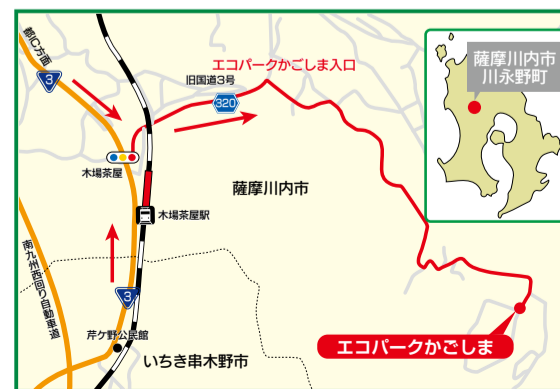 都IC方面
3
エコパークかごしま入口
旧国道3号
320
薩摩川内市
川永野町
木場茶屋
薩摩川内市
木場茶屋駅
南九州西回り自動車道
3
芹ケ野公民館
いちき串木野市
エコパークかごしま